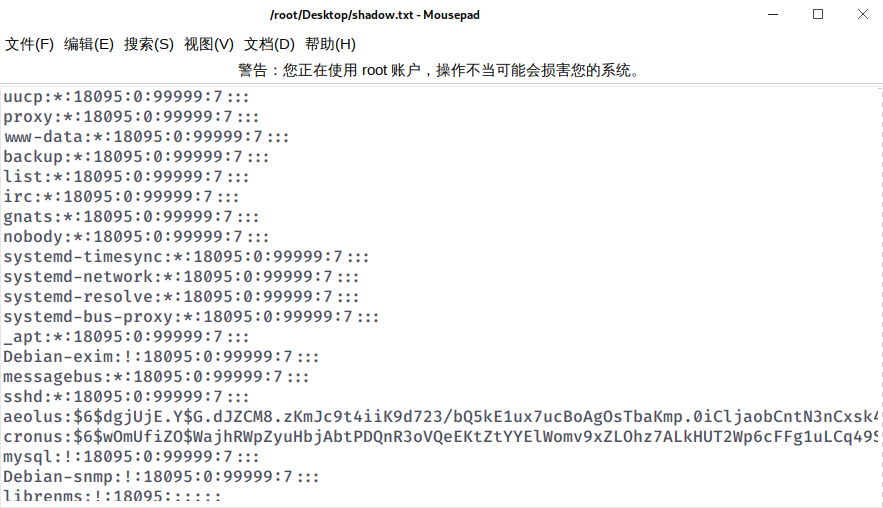 /root/Desktop/shadow.txt - Mousepad
文件(F) 编辑(E) 搜索(S) 视图(V) 文档(D) 帮助(H)
警告：您正在使用 root 账户，操作不当可能会损害您的系统。
uucp:*:18095:0:99999:7:::
proxy:*:18095:0:99999:7:::
www-data:*:18095:0:99999:7:::
backup:*:18095:0:99999:7:::
list:*:18095:0:99999:7:::
irc:*:18095:0:99999:7:::
gnats:*:18095:0:99999:7:::
nobody:*:18095:0:99999:7:::
systemd-timesync:*:18095:0:99999:7:::
systemd-network:*:18095:0:99999:7:::
systemd-resolve:*:18095:0:99999:7:::
systemd-bus-proxy:*:18095:0:99999:7:::
_apt:*:18095:0:99999:7:::
Debian-exim:!:18095:0:99999:7:::
messagebus:*:18095:0:99999:7:::
sshd:*:18095:0:99999:7:::
aeolus:$6$dgjUjE.Y$G.dJZCM8.zKmJc9t4iiK9d723/bQ5kE1ux7ucBoAgOsTbaKmp.0iCljaobCntN3nCxsk4
cronus:$6$wOmUfiZO$WajhRWpZyuHbjAbtPDQnR3oVQeEKtZtYYElWomv9xZLOhz7ALkHUT2Wp6cFFg1uLCq49S
mysql:!:18095:0:99999:7:::
Debian-snmp:!:18095:0:99999:7:::
librenms:!:18095::::::